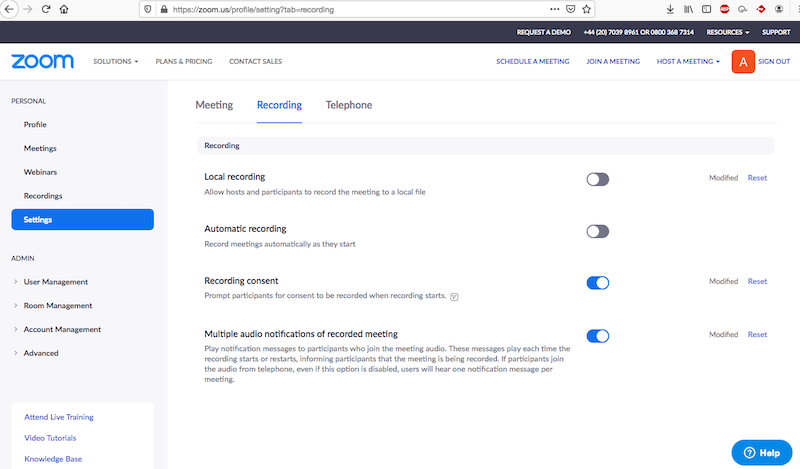 https://zoom.us/profile/setting?tab=recording
REQUEST A DEMO +44 (20) 7039 8961 OR 0800 368 7314 RESOURCES SUPPORT
zoom SOLUTIONS PLANS & PRICING CONTACT SALES SCHEDULE A MEETING JOIN A MEETING HOST A MEETING A SIGN OUT
PERSONAL
Profile
Meetings
Webinars
Recordings
Settings
ADMIN
User Management
Room Management
Account Management
Advanced
Attend Live Training
Video Tutorials
Knowledge Base
Meeting Recording Telephone
Recording
Local recording
Modified Reset
Allow hosts and participants to record the meeting to a local file
Automatic recording
Record meetings automatically as they start
Recording consent
Modified Reset
Prompt participants for consent to be recorded when recording starts.
Multiple audio notifications of recorded meeting
Modified Reset
Play notification messages to participants who join the meeting audio. These messages play each time the
recording starts or restarts, informing participants that the meeting is being recorded. If participants join
the audio from telephone, even if this option is disabled, users will hear one notification message per
meeting.
Help